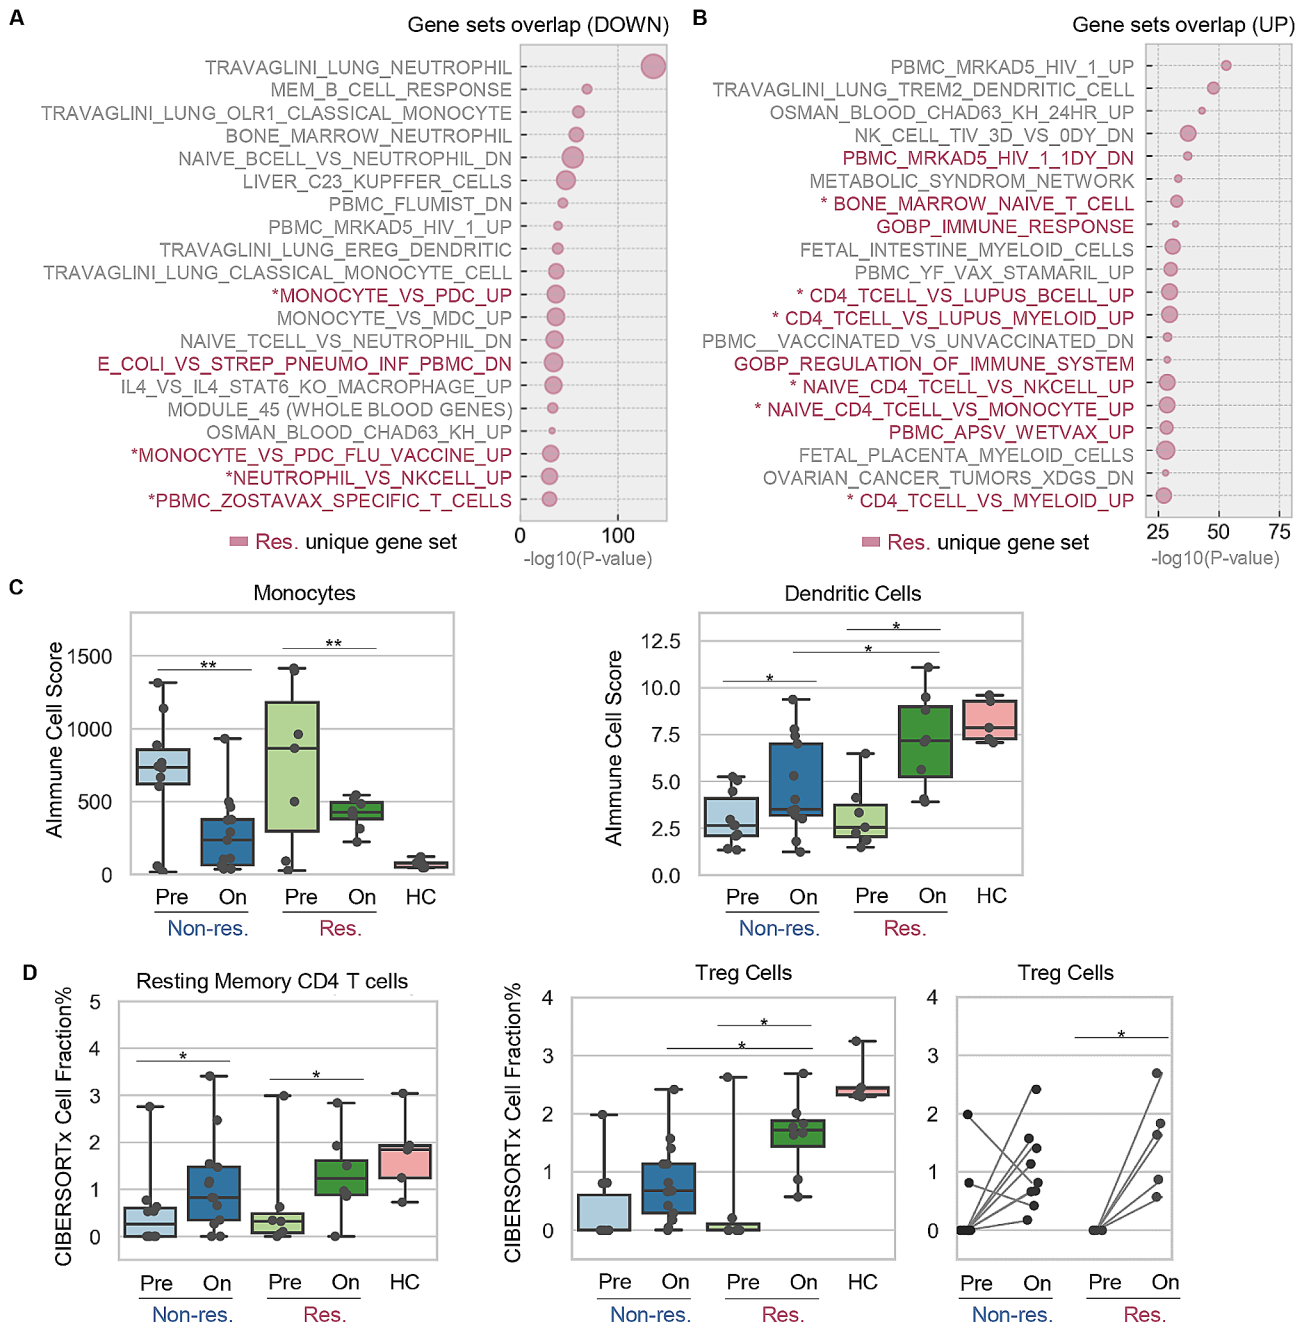 A
Gene sets overlap (DOWN)
TRAVAGLINI_LUNG_NEUTROPHIL
MEM_B_CELL_RESPONSE
TRAVAGLINI_LUNG_OLR1_CLASSICAL_MONOCYTE
BONE_MARROW_NEUTROPHIL
NAIVE_BCELL_VS_NEUTROPHIL_DN
LIVER_C23_KUPFFER_CELLS
PBMC_FLUMIST_DN
PBMC_MRKAD5_HIV_1_UP
TRAVAGLINI_LUNG_EREG_DENDRITIC
TRAVAGLINI_LUNG_CLASSICAL_MONOCYTE_CELL
*MONOCYTE_VS_PDC_UP
MONOCYTE_VS_MDC_UP
NAIVE_TCELL_VS_NEUTROPHIL_DN
E_COLI_VS_STREP_PNEUMO_INF_PBMC_DN
IL4_VS_IL4_STAT6_KO_MACROPHAGE_UP
MODULE_45 (WHOLE BLOOD GENES)
OSMAN_BLOOD_CHAD63_KH_UP
*MONOCYTE_VS_PDC_FLU_VACCINE_UP
*NEUTROPHIL_VS_NKCELL_UP
*PBMC_ZOSTAVAX_SPECIFIC_T_CELLS
0 100
Res. unique gene set
-log10(P-value)
B
Gene sets overlap (UP)
PBMC_MRKAD5_HIV_1_UP
TRAVAGLINI_LUNG_TREM2_DENDRITIC_CELL
OSMAN_BLOOD_CHAD63_KH_24HR_UP
NK_CELL_TIV_3D_VS_0DY_DN
PBMC_MRKAD5_HIV_1_1DY_DN
METABOLIC_SYNDROM_NETWORK
* BONE_MARROW_NAIVE_T_CELL
GOBP_IMMUNE_RESPONSE
FETAL_INTESTINE_MYELOID_CELLS
PBMC_YF_VAX_STAMARIL_UP
* CD4_TCELL_VS_LUPUS_BCELL_UP
* CD4_TCELL_VS_LUPUS_MYELOID_UP
PBMC__VACCINATED_VS_UNVACCINATED_DN
GOBP_REGULATION_OF_IMMUNE_SYSTEM
* NAIVE_CD4_TCELL_VS_NKCELL_UP
* NAIVE_CD4_TCELL_VS_MONOCYTE_UP
PBMC_APSV_WETVAX_UP
FETAL_PLACENTA_MYELOID_CELLS
OVARIAN_CANCER_TUMORS_XDGS_DN
* CD4_TCELL_VS_MYELOID_UP
25 50 75
Res. unique gene set
-log10(P-value)
C
Monocytes
AImmune Cell Score
1500
1000
500
0
**
**
Pre On Pre On HC
Non-res. Res.
Dendritic Cells
AImmune Cell Score
12.5
10.0
7.5
5.0
2.5
0.0
*
*
*
Pre On Pre On HC
Non-res. Res.
D
Resting Memory CD4 T cells
CIBERSORTx Cell Fraction%
5
4
3
2
1
0
*
*
Pre On Pre On HC
Non-res. Res.
Treg Cells
CIBERSORTx Cell Fraction%
4
3
2
1
0
*
*
Pre On Pre On HC
Non-res. Res.
Treg Cells
4
3
2
1
0
*
Pre On Pre On
Non-res. Res.